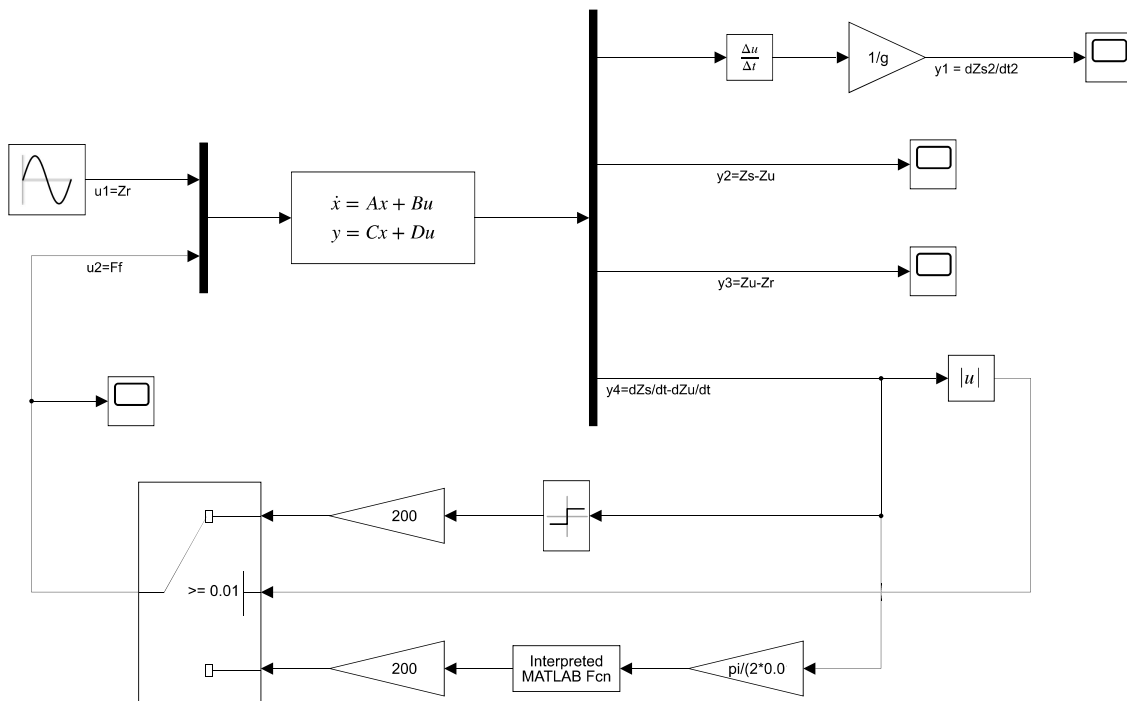 Δu
Δt
1/g
y1 = dZs2/dt2
u1=Zr
y2=Zs-Zu
ẋ = Ax + Bu
y = Cx + Du
u2=Ff
y3=Zu-Zr
y4=dZs/dt-dZu/dt
|u|
200
>= 0.01
200
Interpreted
MATLAB Fcn
pi/(2*0.0